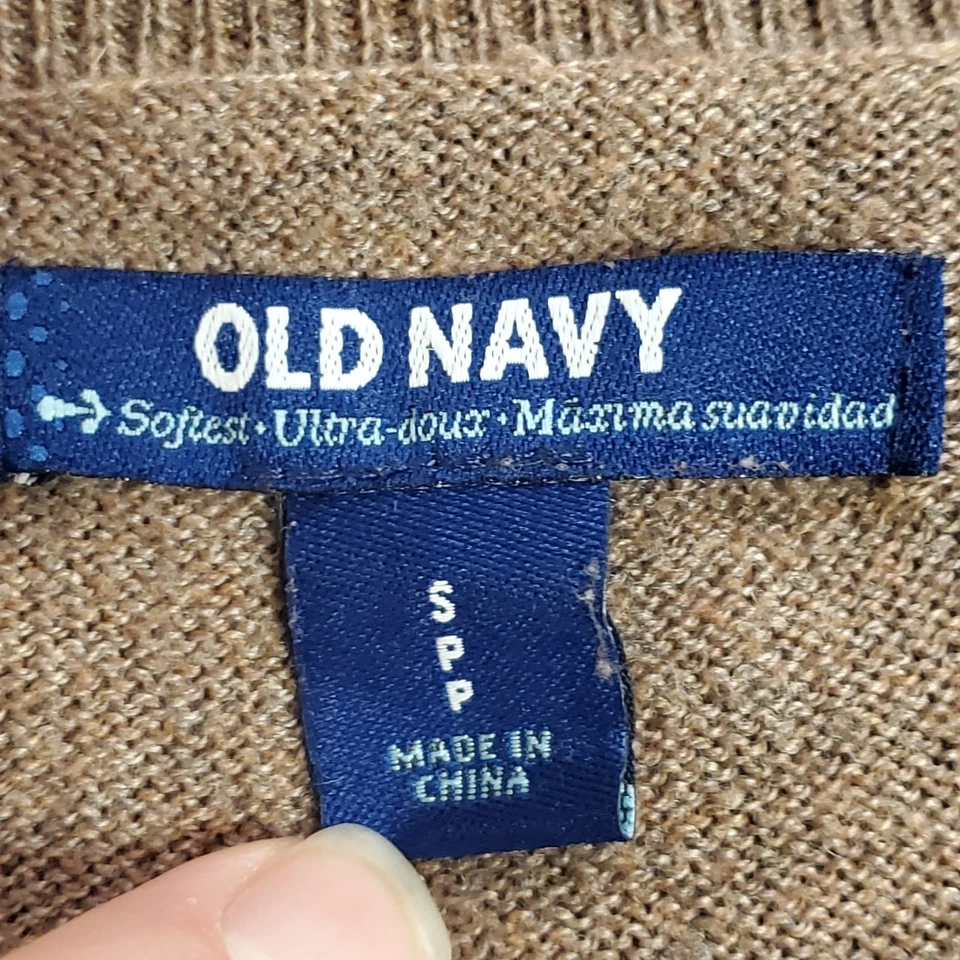 OLD NAVY
Softest • Ultra-doux • Máxima suavidad
S
P
P
MADE IN
CHINA